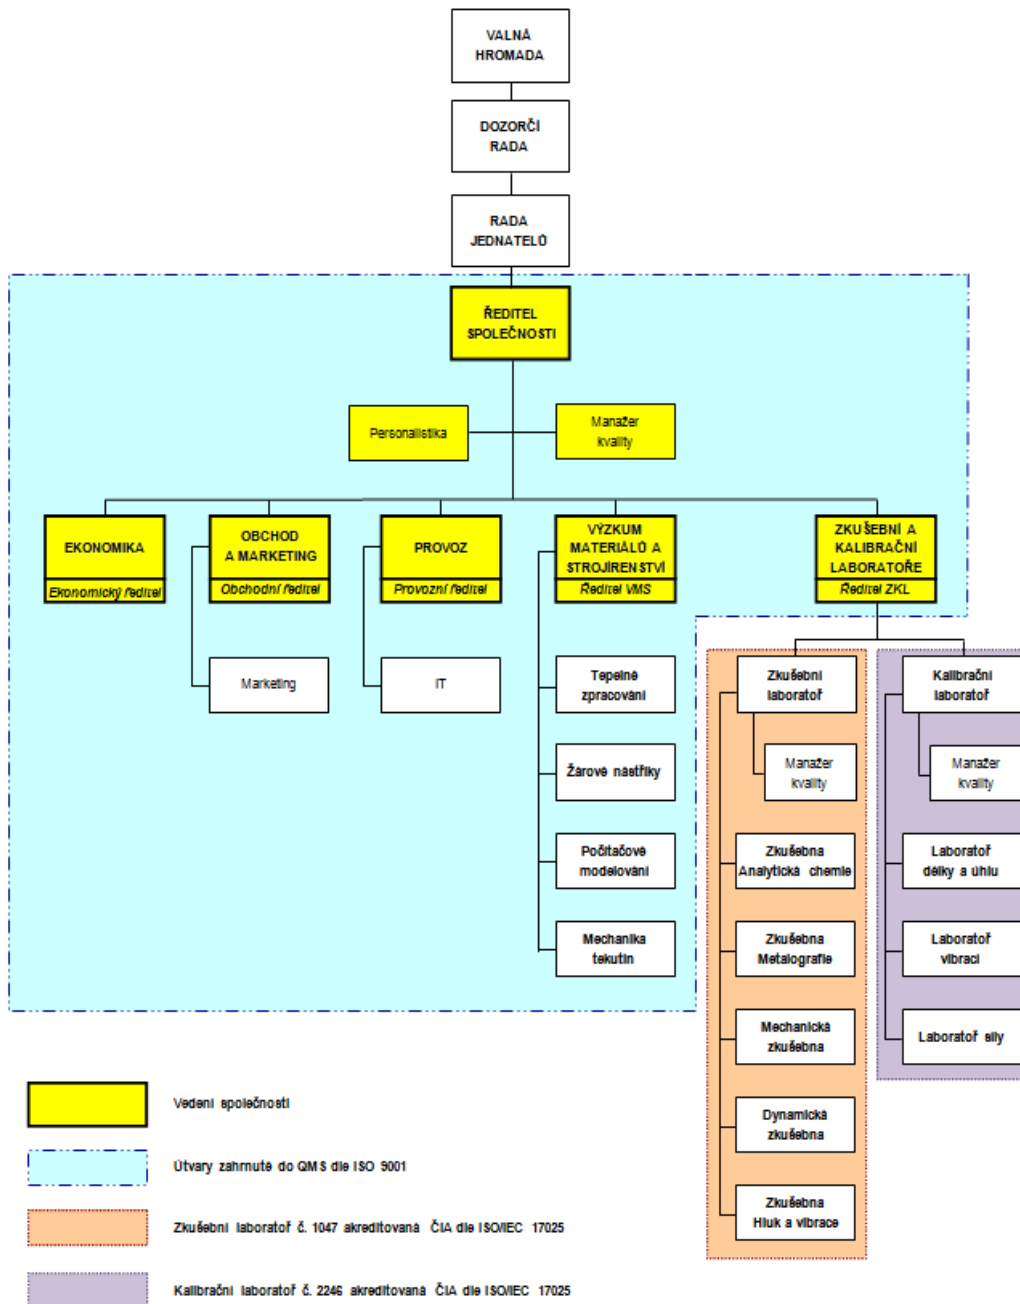 VALNÁ
HROMADA
DOZORČÍ
RADA
RADA
JEDNATELŮ
ŘEDITEL
SPOLEČNOSTI
Personalistika
Manažer
kvality
EKONOMIKA
Ekonomický ředitel
OBCHOD
A MARKETING
Obchodní ředitel
PROVOZ
Provozní ředitel
VÝZKUM
MATERIÁLŮ A
STROJÍRENSTVÍ
Ředitel VMS
ZKUŠEBNÍ A
KALIBRAČNÍ
LABORATOŘE
Ředitel ZKL
Marketing
IT
Tepelné
zpracování
Žárové nástřiky
Počítačové
modelování
Mechanika
tekutin
Zkušební
laboratoř
Manažer
kvality
Zkušebna
Analytická chemie
Zkušebna
Metalografie
Mechanická
zkušebna
Dynamická
zkušebna
Zkušebna
Hluk a vibrace
Kalibrační
laboratoř
Manažer
kvality
Laboratoř
délky a úhlu
Laboratoř
vibrací
Laboratoř síly
Vedení společnosti
Útvary zahrnuté do QMS dle ISO 9001
Zkušební laboratoř č. 1047 akreditovaná ČIA dle ISO/IEC 17025
Kalibrační laboratoř č. 2246 akreditovaná ČIA dle ISO/IEC 17025